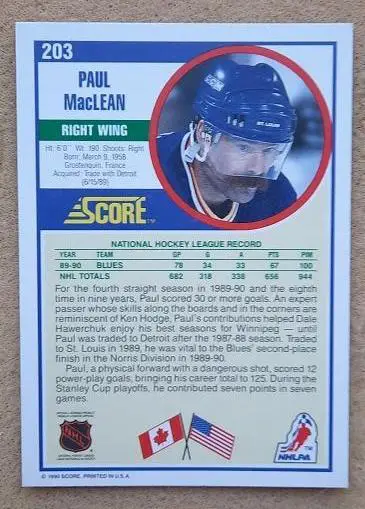 203
PAUL
MacLEAN
RIGHT WING
Ht: 6'0" Wt: 190 Shoots: Right
Born: March 9, 1958
Grostenquin, France
Acquired: Trade with Detroit
(6/15/89)
ST. LOUIS
SCORE™
NATIONAL HOCKEY LEAGUE RECORD
YEAR TEAM GP G A PTS PIM
89-90 BLUES 78 34 33 67 100
NHL TOTALS 682 318 338 656 944
For the fourth straight season in 1989-90 and the eighth
time in nine years, Paul scored 30 or more goals. An expert
passer whose skills along the boards and in the corners are
reminiscent of Ken Hodge, Paul's contributions helped Dale
Hawerchuk enjoy his best seasons for Winnipeg — until
Paul was traded to Detroit after the 1987-88 season. Traded
to St. Louis in 1989, he was vital to the Blues' second-place
finish in the Norris Division in 1989-90.
Paul, a physical forward with a dangerous shot, scored 12
power-play goals, bringing his career total to 125. During the
Stanley Cup playoffs, he contributed seven points in seven
games.
NHL
NHLPA
TM
© 1990 SCORE. PRINTED IN U.S.A.